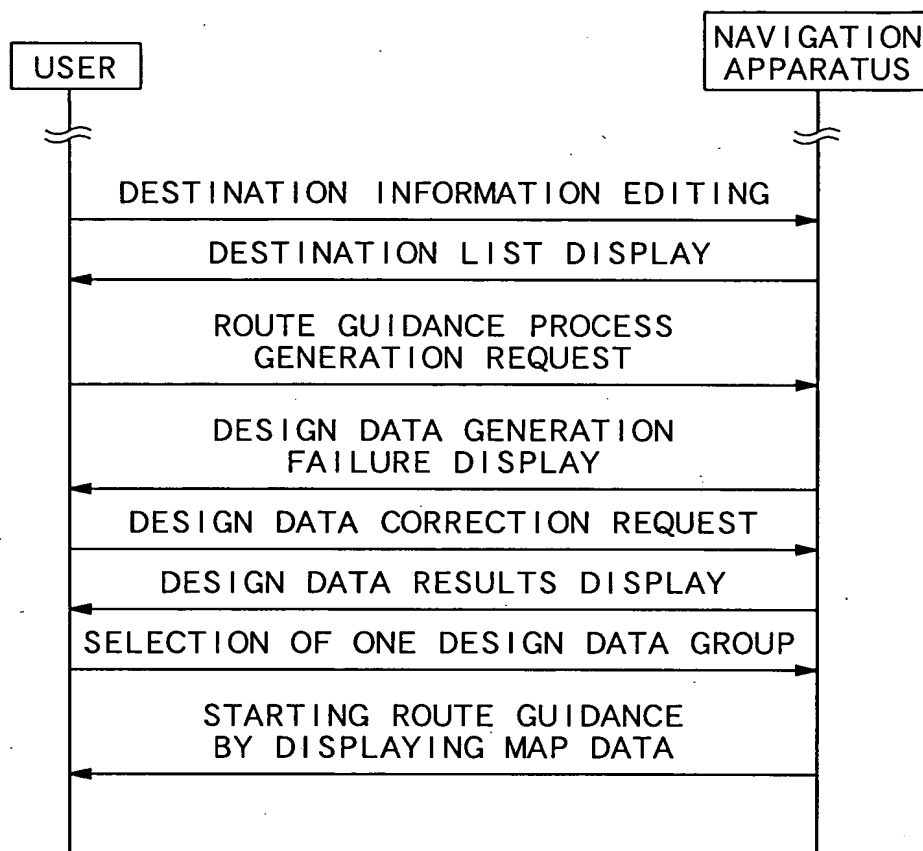 USER
NAVIGATION
APPARATUS
DESTINATION INFORMATION EDITING
DESTINATION LIST DISPLAY
ROUTE GUIDANCE PROCESS
GENERATION REQUEST
DESIGN DATA GENERATION
FAILURE DISPLAY
DESIGN DATA CORRECTION REQUEST
DESIGN DATA RESULTS DISPLAY
SELECTION OF ONE DESIGN DATA GROUP
STARTING ROUTE GUIDANCE
BY DISPLAYING MAP DATA